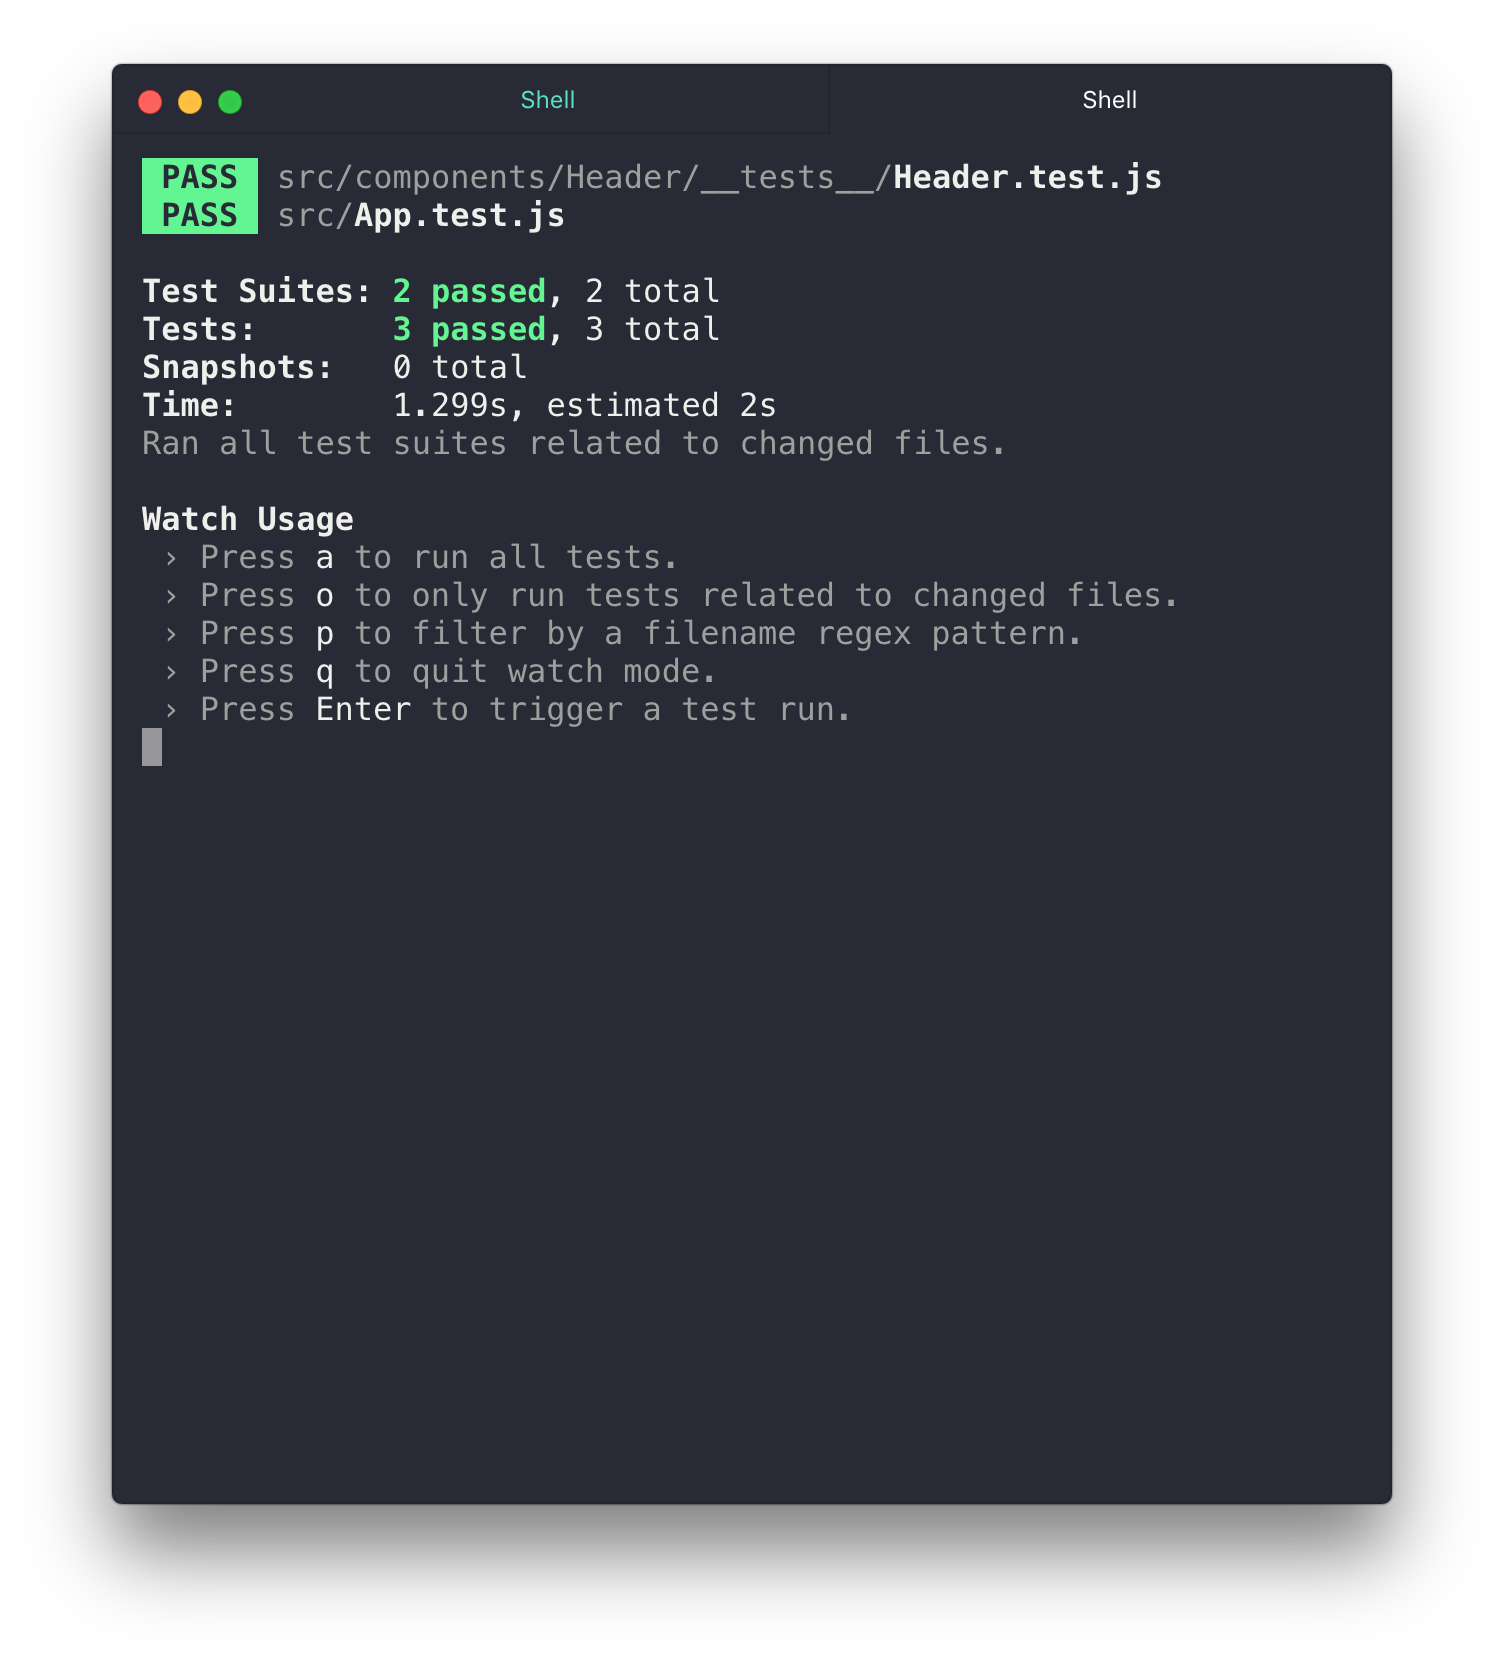 Shell Shell
PASS src/components/Header/__tests__/Header.test.js
PASS src/App.test.js
Test Suites: 2 passed, 2 total
Tests: 3 passed, 3 total
Snapshots: 0 total
Time: 1.299s, estimated 2s
Ran all test suites related to changed files.
Watch Usage
› Press a to run all tests.
› Press o to only run tests related to changed files.
› Press p to filter by a filename regex pattern.
› Press q to quit watch mode.
› Press Enter to trigger a test run.